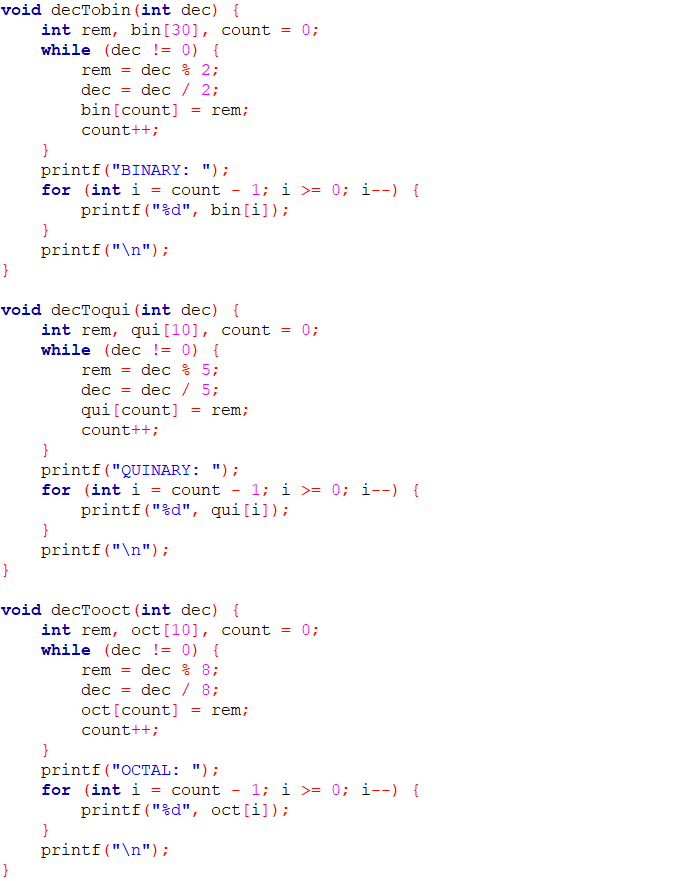 void decTobin(int dec) {
    int rem, bin[30], count = 0;
    while (dec != 0) {
        rem = dec % 2;
        dec = dec / 2;
        bin[count] = rem;
        count++;
    }
    printf("BINARY: ");
    for (int i = count - 1; i >= 0; i--) {
        printf("%d", bin[i]);
    }
    printf("\n");
}

void decToqui(int dec) {
    int rem, qui[10], count = 0;
    while (dec != 0) {
        rem = dec % 5;
        dec = dec / 5;
        qui[count] = rem;
        count++;
    }
    printf("QUINARY: ");
    for (int i = count - 1; i >= 0; i--) {
        printf("%d", qui[i]);
    }
    printf("\n");
}

void decTooct(int dec) {
    int rem, oct[10], count = 0;
    while (dec != 0) {
        rem = dec % 8;
        dec = dec / 8;
        oct[count] = rem;
        count++;
    }
    printf("OCTAL: ");
    for (int i = count - 1; i >= 0; i--) {
        printf("%d", oct[i]);
    }
    printf("\n");
}